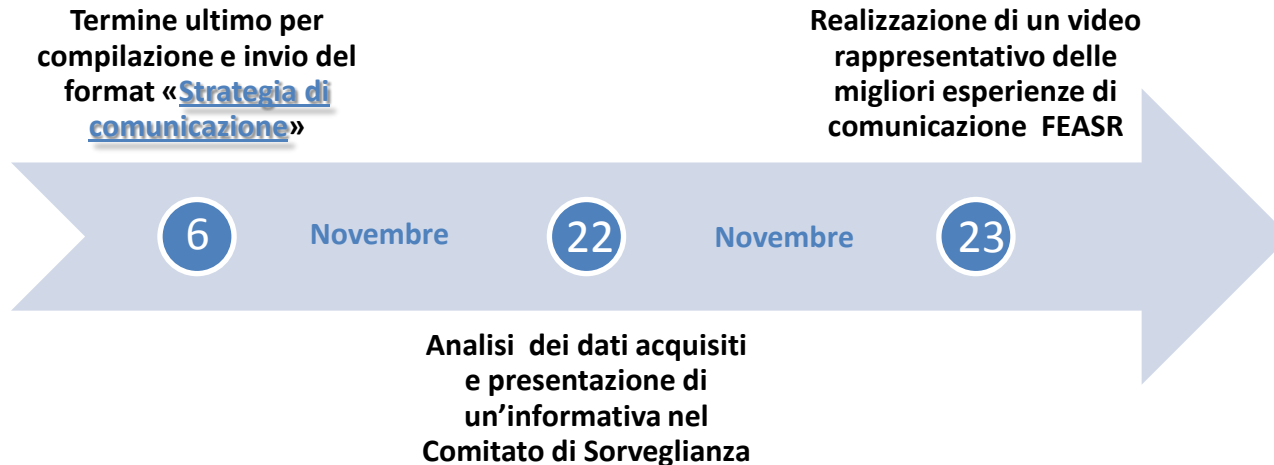 Termine ultimo per
compilazione e invio del
format «Strategia di
comunicazione»
Realizzazione di un video
rappresentativo delle
migliori esperienze di
comunicazione FEASR
6 Novembre 22 Novembre 23
Analisi dei dati acquisiti
e presentazione di
un’informativa nel
Comitato di Sorveglianza